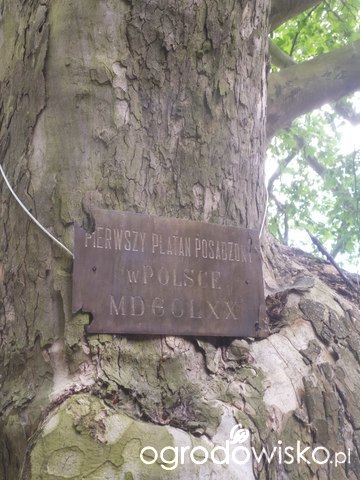 PIERWSZY PLATAN POSADZONY
W POLSCE
MDCCLXX
ogrodowisko.pl